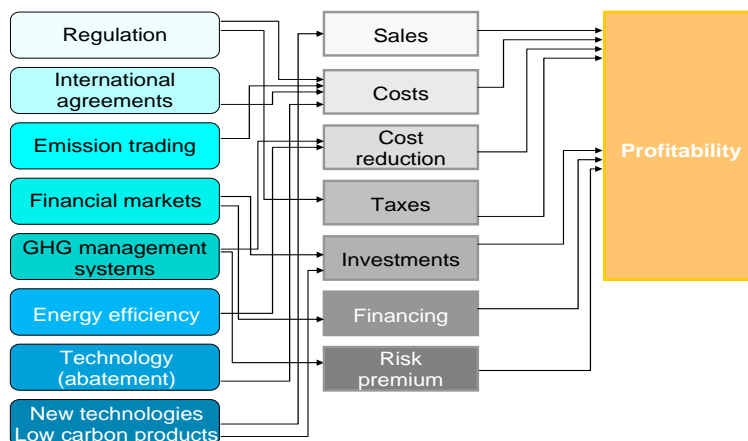 Regulation
International
agreements
Emission trading
Financial markets
GHG management
systems
Energy efficiency
Technology
(abatement)
New technologies
Low carbon products
Sales
Costs
Cost
reduction
Taxes
Investments
Financing
Risk
premium
Profitability